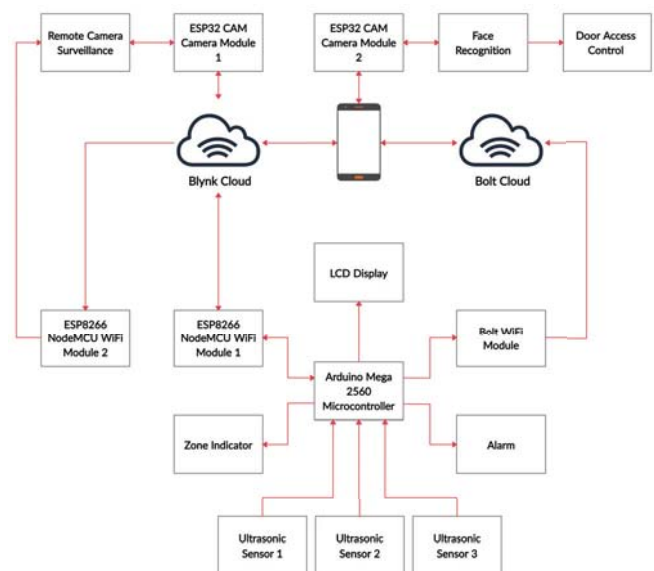 Remote Camera
Surveillance
ESP32 CAM
Camera Module
1
ESP32 CAM
Camera Module
2
Face
Recognition
Door Access
Control
Blynk Cloud
Bolt Cloud
LCD Display
ESP8266
NodeMCU WiFi
Module 2
ESP8266
NodeMCU WiFi
Module 1
Bolt WiFi
Module
Arduino Mega
2560
Microcontroller
Zone Indicator
Alarm
Ultrasonic
Sensor 1
Ultrasonic
Sensor 2
Ultrasonic
Sensor 3